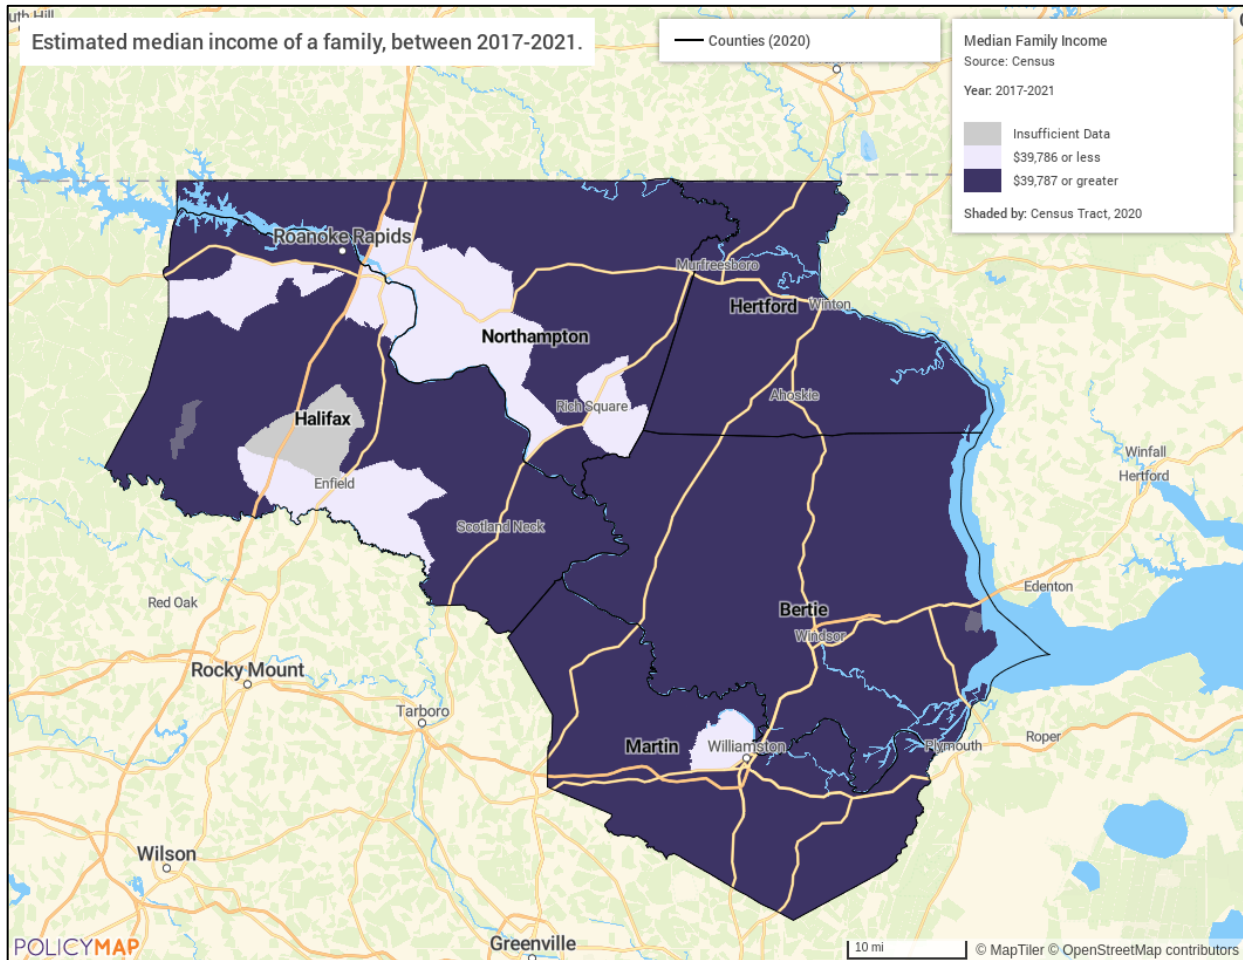 uth Hill
Estimated median income of a family, between 2017-2021.
Counties (2020)
Median Family Income
Source: Census
Year: 2017-2021
Insufficient Data
$39,786 or less
$39,787 or greater
Shaded by: Census Tract, 2020
Roanoke Rapids
Murfreesboro
Hertford
Winton
Northampton
Ahoskie
Rich Square
Halifax
Winfall
Hertford
Enfield
Scotland Neck
Edenton
Red Oak
Bertie
Windsor
Rocky Mount
Tarboro
Martin
Williamston
Plymouth
Roper
Wilson
Greenville
POLICYMAP
10 mi
© MapTiler © OpenStreetMap contributors